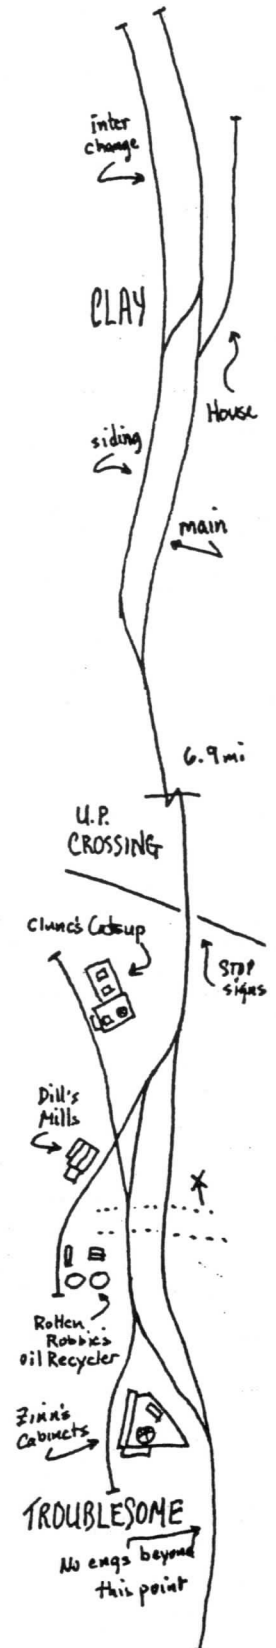 inter
change
CLAY
House
siding
main
6.9mi
U.P.
CROSSING
Clunc's Catsup
STOP
signs
Dill's
Mills
Rotten
Robbie's
Oil Recycler
Zinn's
Cabinets
TROUBLESOME
No engs beyond
this point